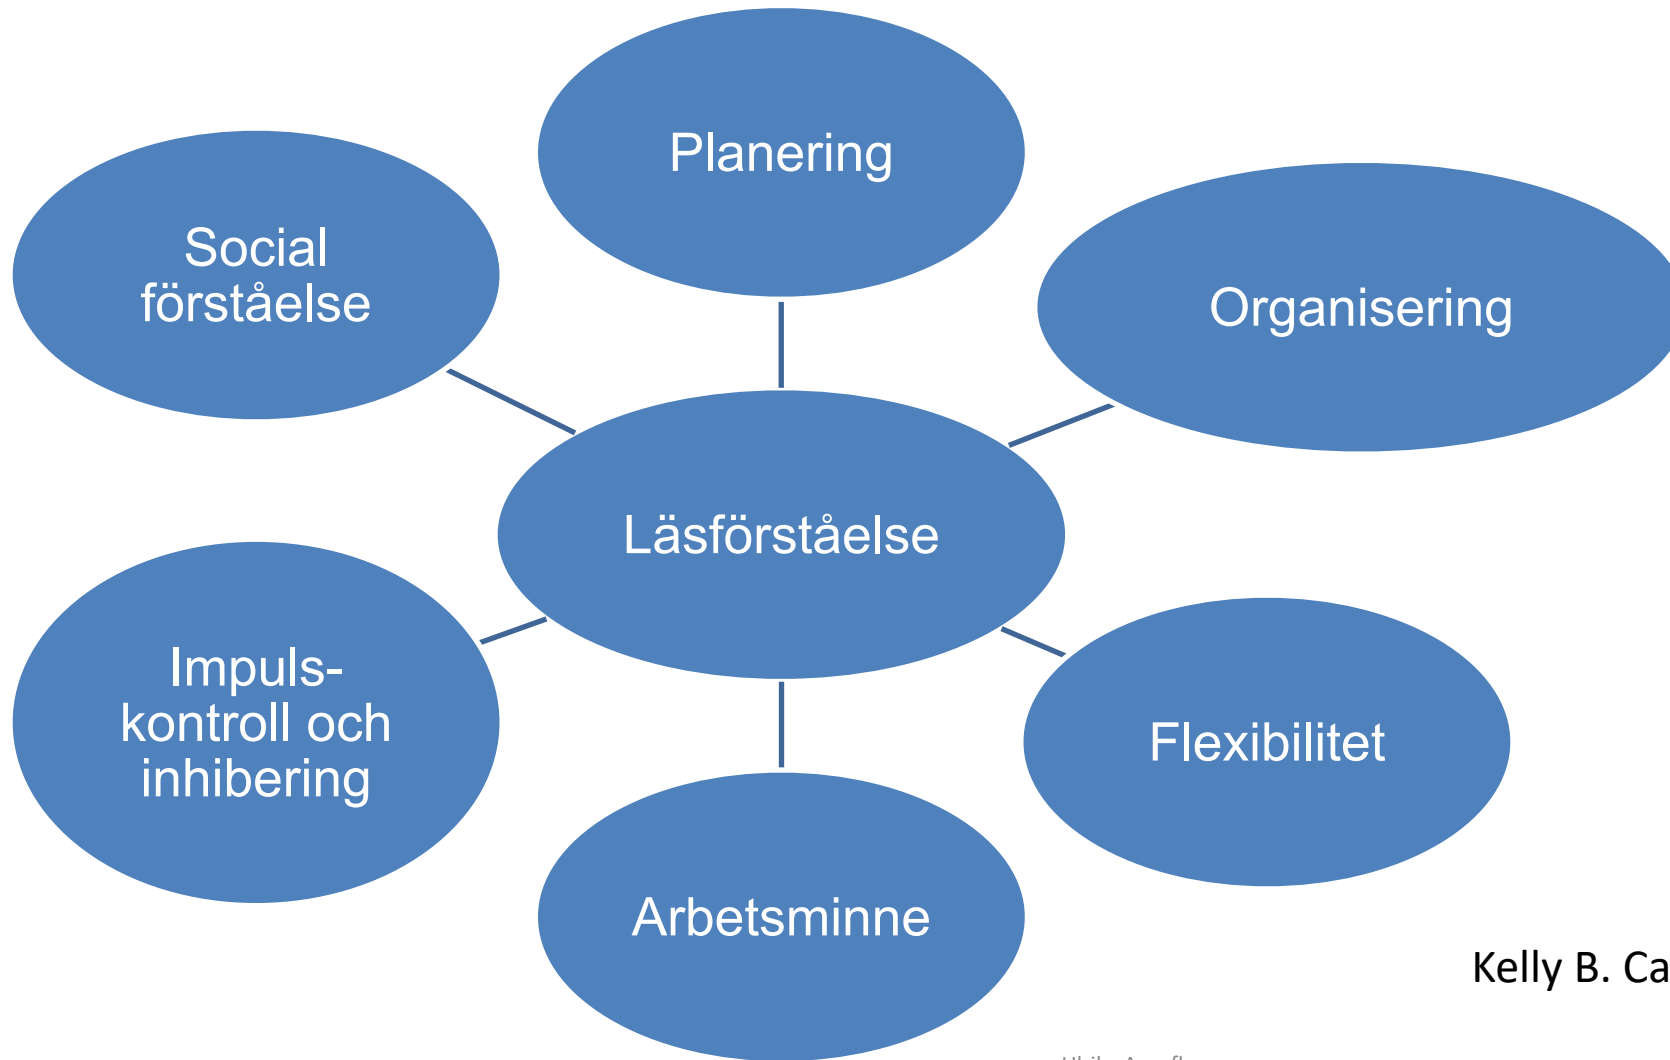 Planering
Social
förståelse
Organisering
Läsförståelse
Impuls-
kontroll och
inhibering
Flexibilitet
Arbetsminne
Kelly B. Ca